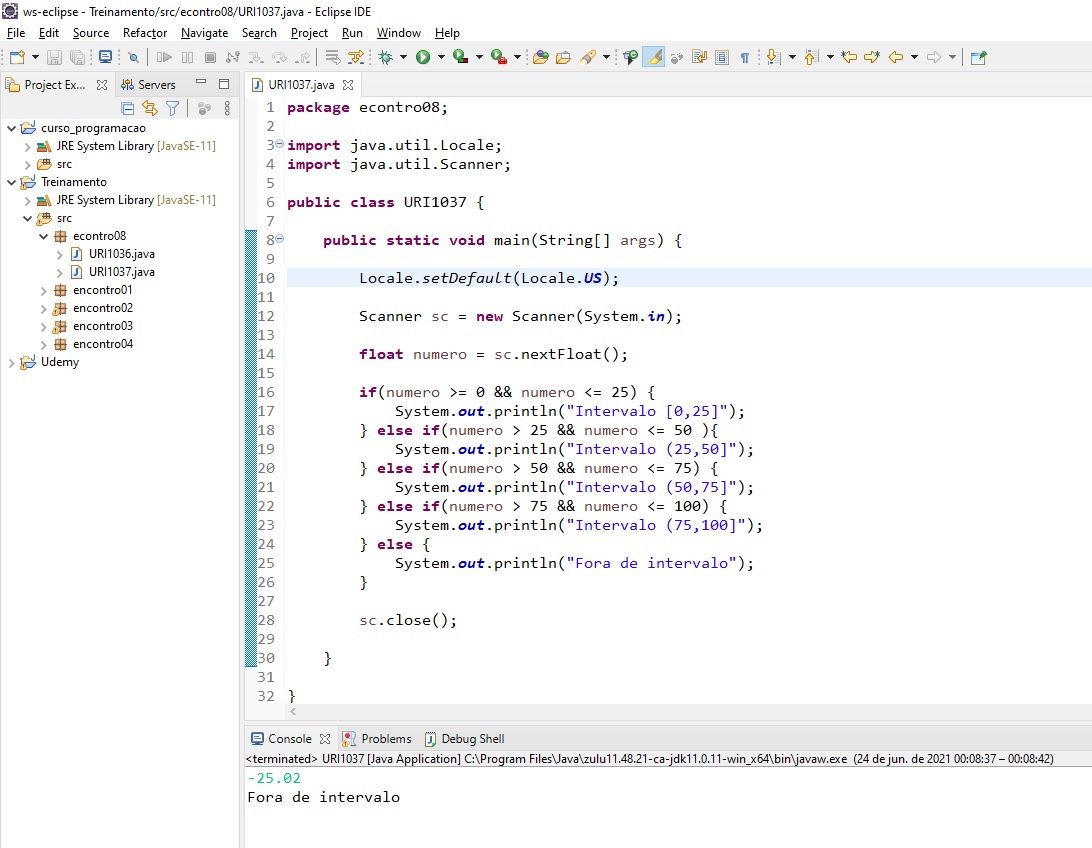 ws-eclipse - Treinamento/src/econtro08/URI1037.java - Eclipse IDE
File Edit Source Refactor Navigate Search Project Run Window Help
Project Ex... Servers
URI1037.java
curso_programacao
JRE System Library [JavaSE-11]
src
Treinamento
JRE System Library [JavaSE-11]
src
econtro08
URI1036.java
URI1037.java
encontro01
encontro02
encontro03
encontro04
Udemy
1 package econtro08;
2
3 import java.util.Locale;
4 import java.util.Scanner;
5
6 public class URI1037 {
7
8     public static void main(String[] args) {
9
10         Locale.setDefault(Locale.US);
11
12         Scanner sc = new Scanner(System.in);
13
14         float numero = sc.nextFloat();
15
16         if(numero >= 0 && numero <= 25) {
17             System.out.println("Intervalo [0,25]");
18         } else if(numero > 25 && numero <= 50 ){
19             System.out.println("Intervalo (25,50]");
20         } else if(numero > 50 && numero <= 75) {
21             System.out.println("Intervalo (50,75]");
22         } else if(numero > 75 && numero <= 100) {
23             System.out.println("Intervalo (75,100]");
24         } else {
25             System.out.println("Fora de intervalo");
26         }
27
28         sc.close();
29
30     }
31
32 }
Console Problems Debug Shell
<terminated> URI1037 [Java Application] C:\Program Files\Java\zulu11.48.21-ca-jdk11.0.11-win_x64\bin\javaw.exe (24 de jun. de 2021 00:08:37 – 00:08:42)
-25.02
Fora de intervalo